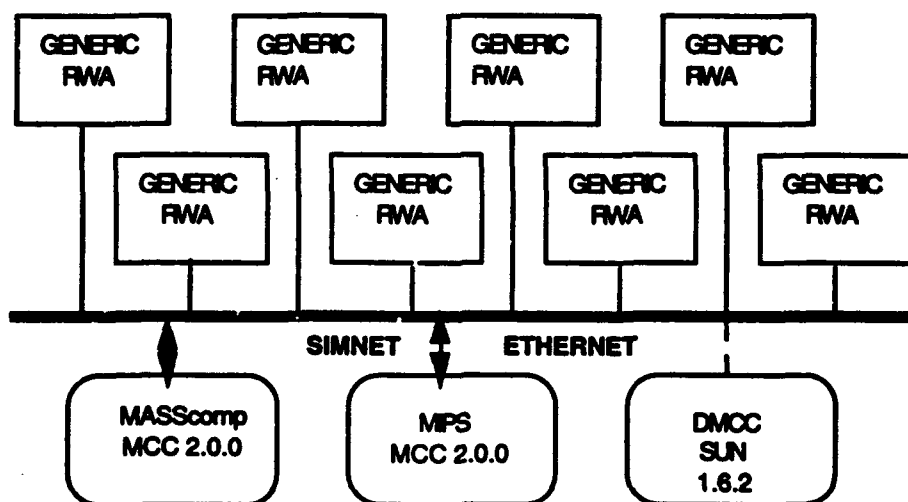 GENERIC
RWA
GENERIC
RWA
GENERIC
RWA
GENERIC
RWA
GENERIC
RWA
GENERIC
RWA
GENERIC
RWA
GENERIC
RWA
SIMNET ETHERNET
MASScomp
MCC 2.0.0
MIPS
MCC 2.0.0
DMCC
SUN
1.6.2